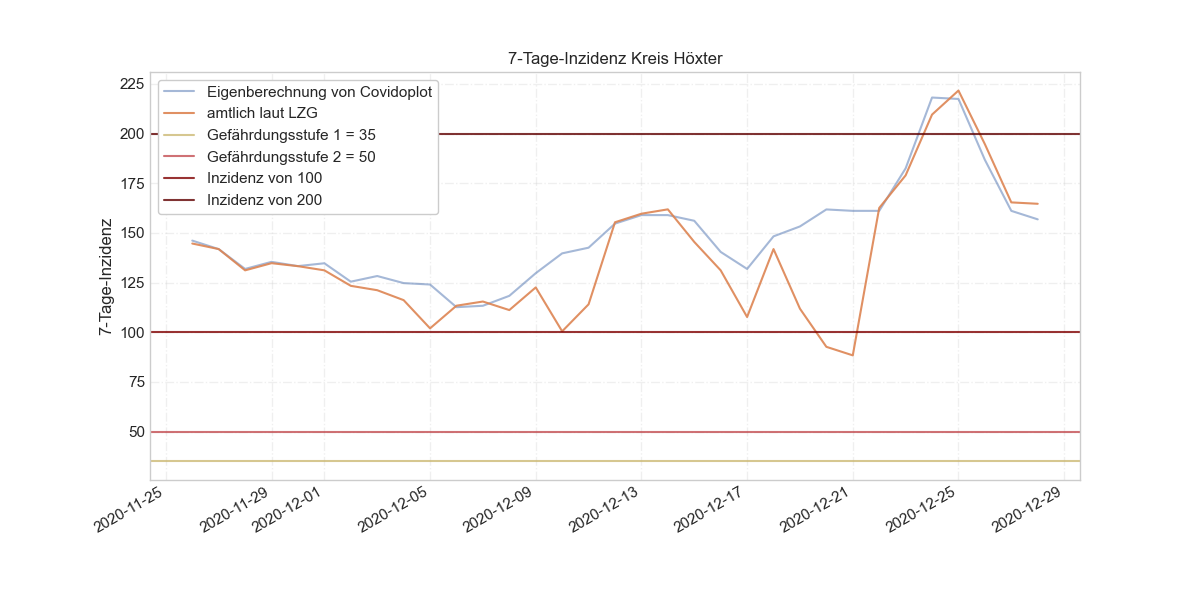 7-Tage-Inzidenz Kreis Höxter
Eigenberechnung von Covidoplot
amtlich laut LZG
Gefährdungsstufe 1 = 35
Gefährdungsstufe 2 = 50
Inzidenz von 100
Inzidenz von 200
7-Tage-Inzidenz
225
200
175
150
125
100
75
50
2020-11-25
2020-11-29
2020-12-01
2020-12-05
2020-12-09
2020-12-13
2020-12-17
2020-12-21
2020-12-25
2020-12-29